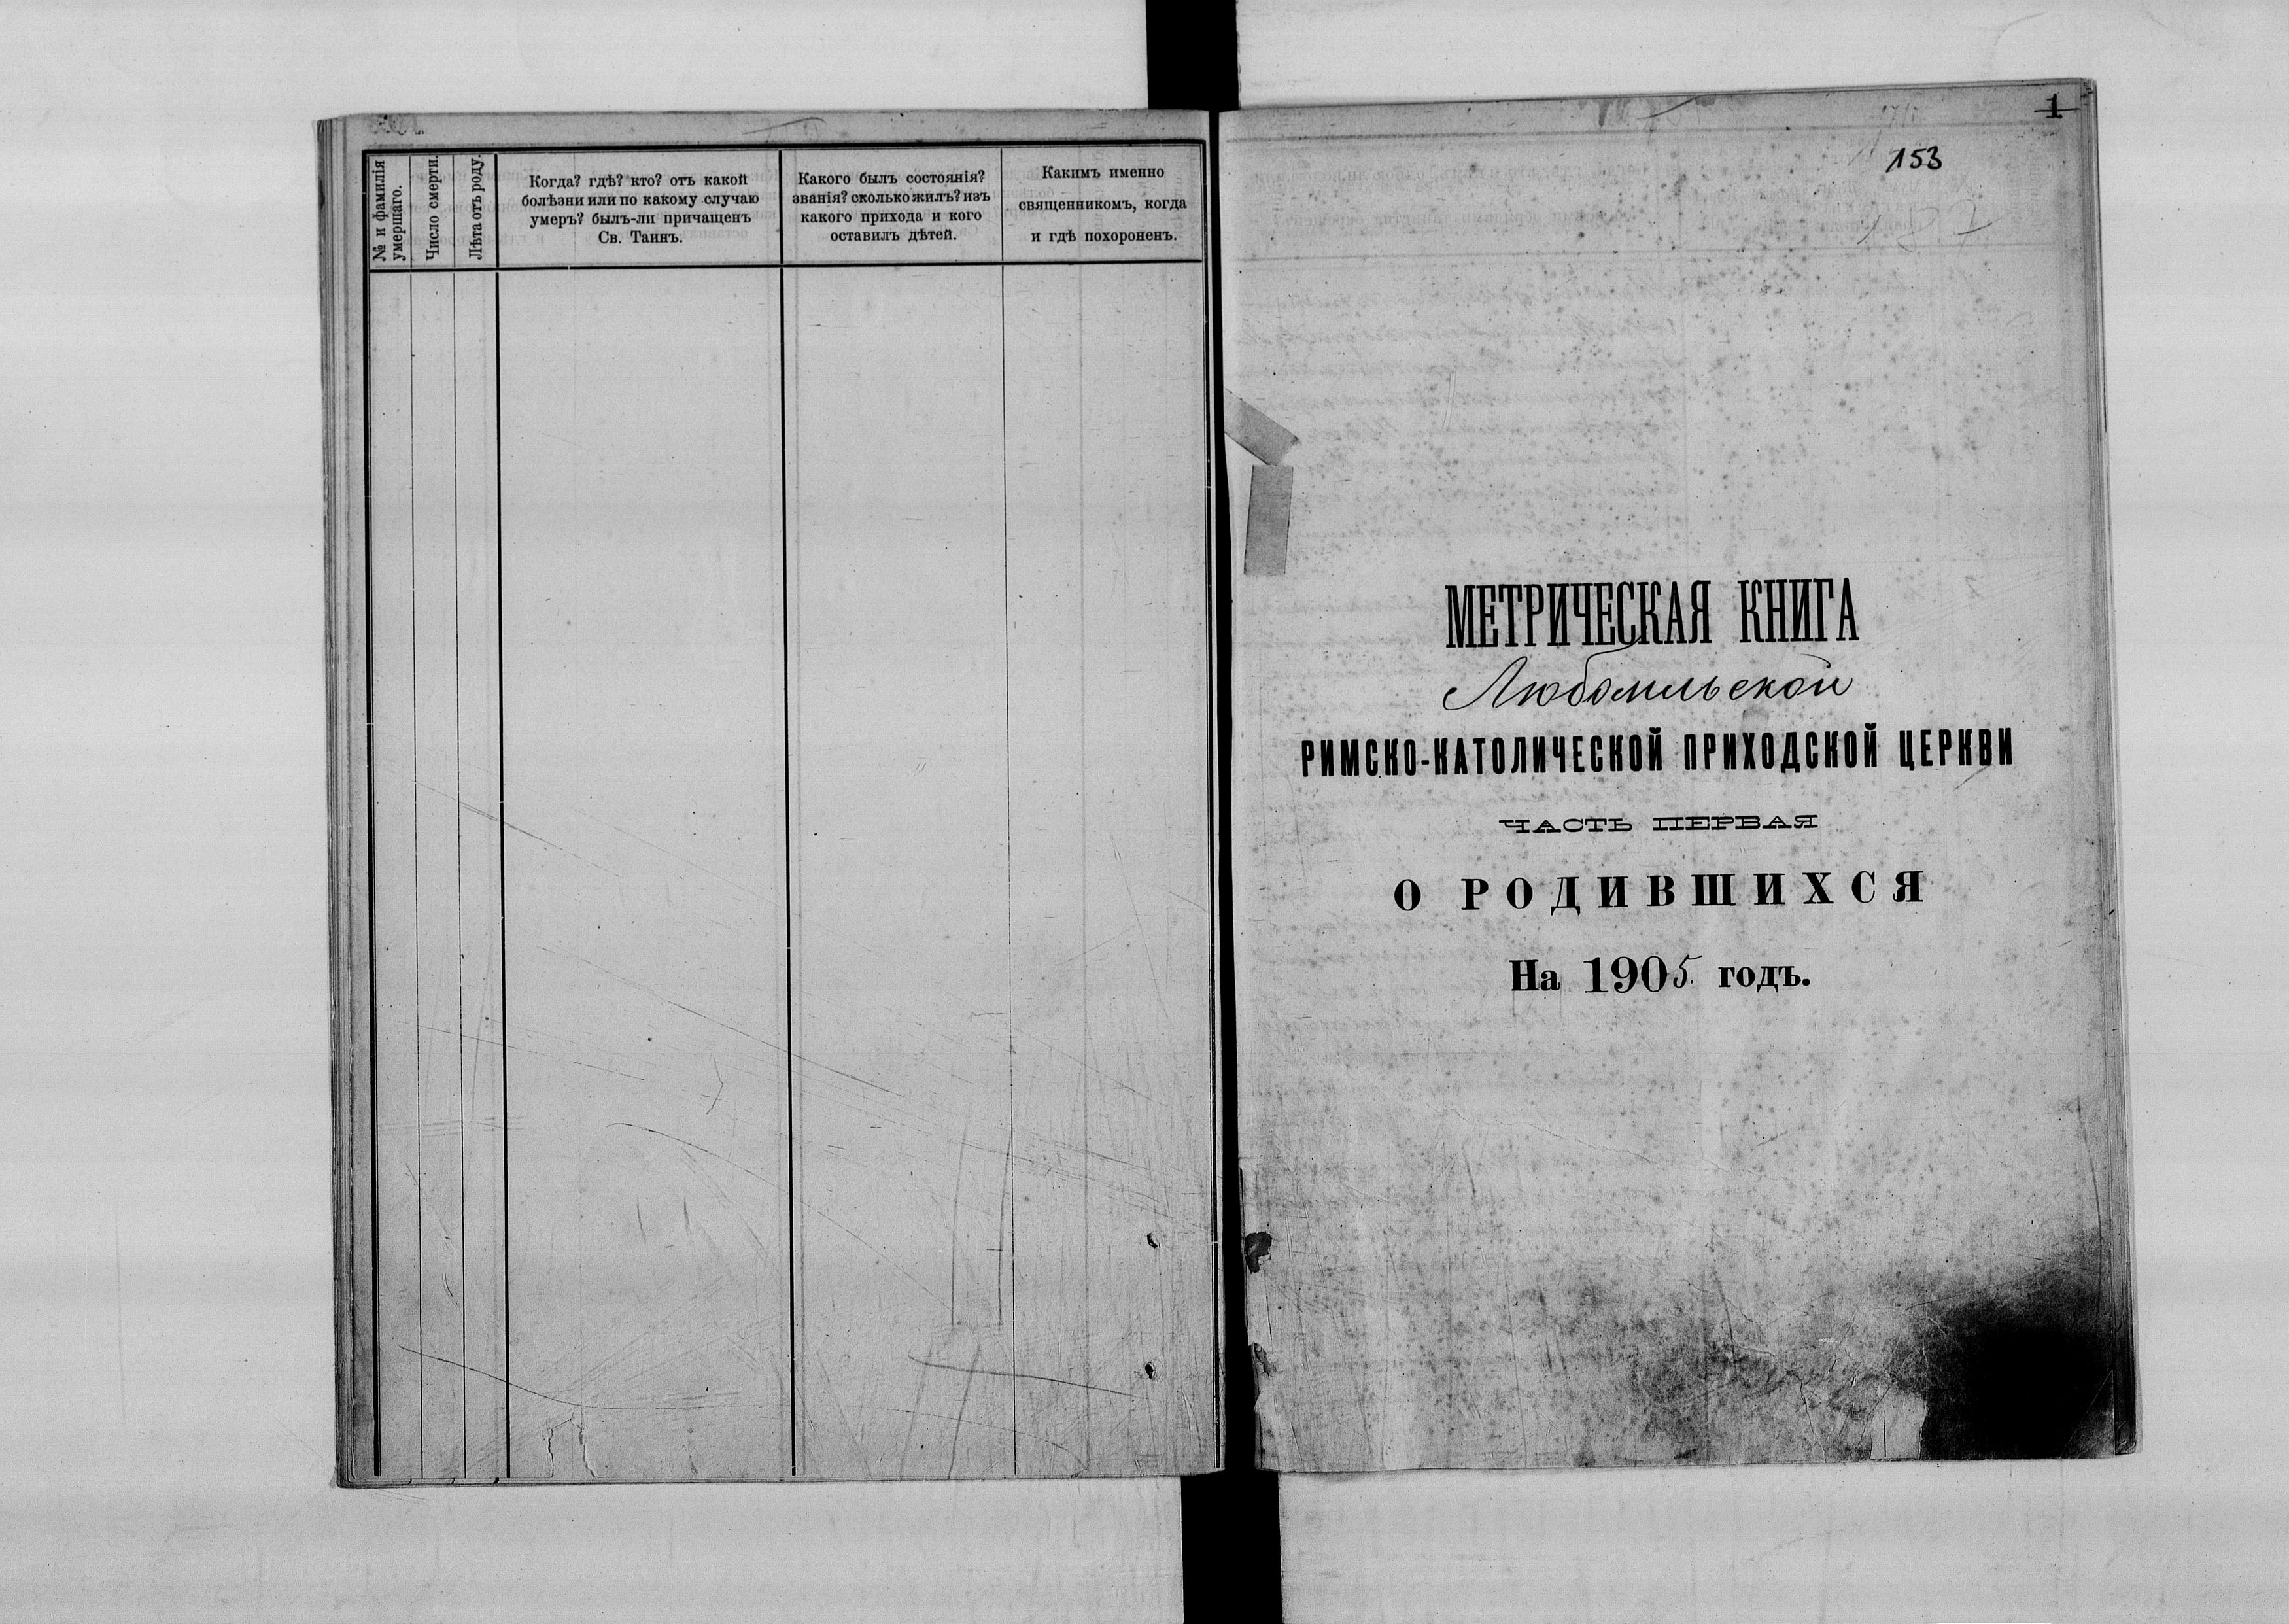 № и фамилія
умершаго.
Число смерти.
Лѣта отъ роду.
Когда? гдѣ? кто? отъ какой
болѣзни или по какому случаю
умеръ? былъ-ли причащенъ
Св. Таинъ.
Какого былъ состоянія?
званія? сколько жилъ? изъ
какого прихода и кого
оставилъ дѣтей.
Какимъ именно
священникомъ, когда
и гдѣ похороненъ.
1
153
МЕТРИЧЕСКАЯ КНИГА
Любомльской
РИМСКО-КАТОЛИЧЕСКОЙ ПРИХОДСКОЙ ЦЕРКВИ
ЧАСТЬ ПЕРВАЯ
О РОДИВШИХСЯ
На 1905 годъ.